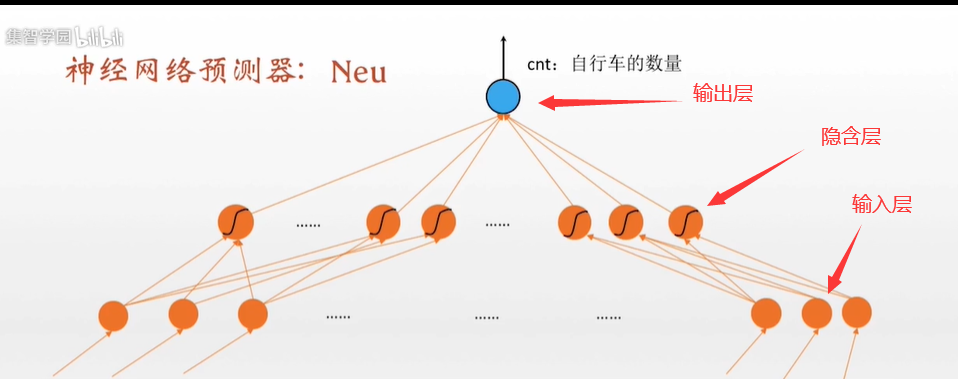 集智学园 bilibili
神经网络预测器：Neu
cnt：自行车的数量
输出层
隐含层
输入层
......
......
......
......
......